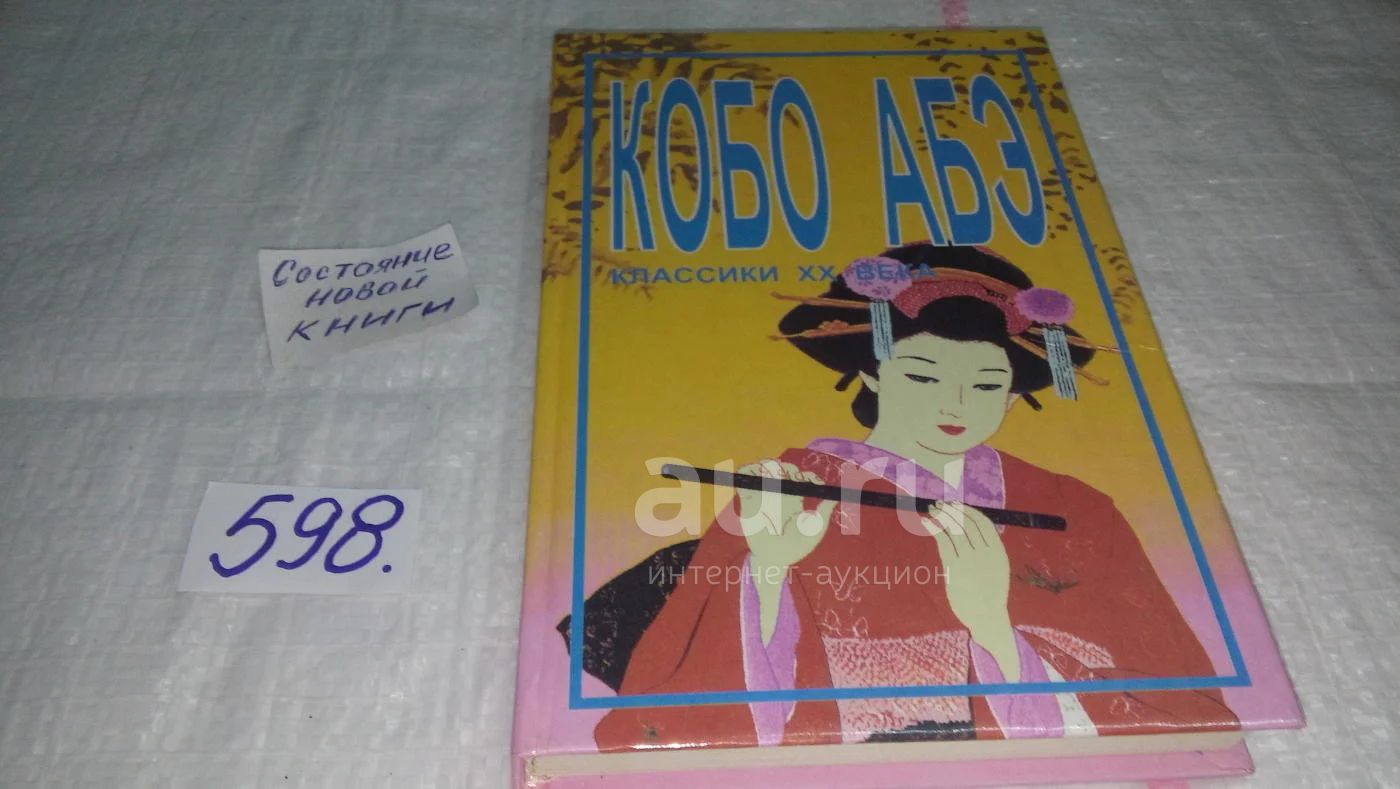 КОБО АБЭ
КЛАССИКИ XX ВЕКА
Состояние
новой
книги
598.
au.ru
интернет-аукцион